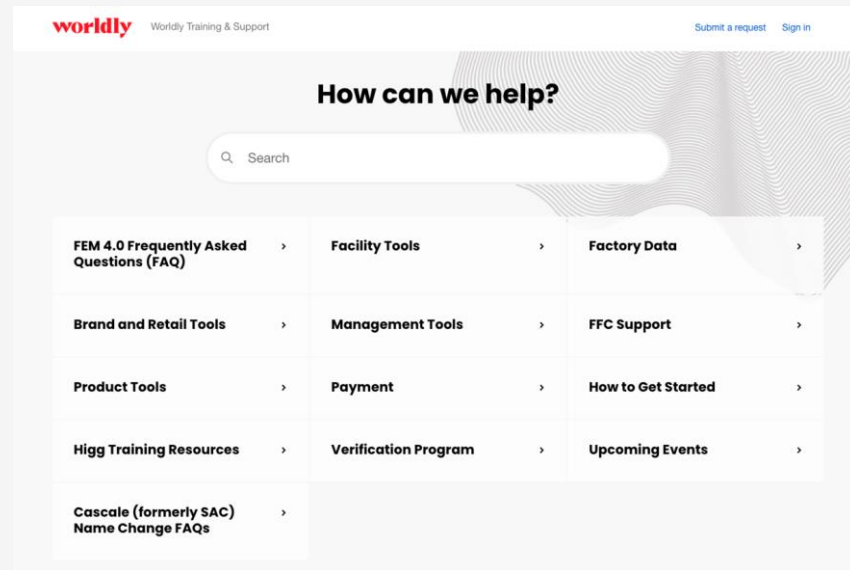 worldly Worldly Training & Support Submit a request Sign in
How can we help?
Search
FEM 4.0 Frequently Asked
Questions (FAQ)
Facility Tools
Factory Data
Brand and Retail Tools
Management Tools
FFC Support
Product Tools
Payment
How to Get Started
Higg Training Resources
Verification Program
Upcoming Events
Cascale (formerly SAC)
Name Change FAQs